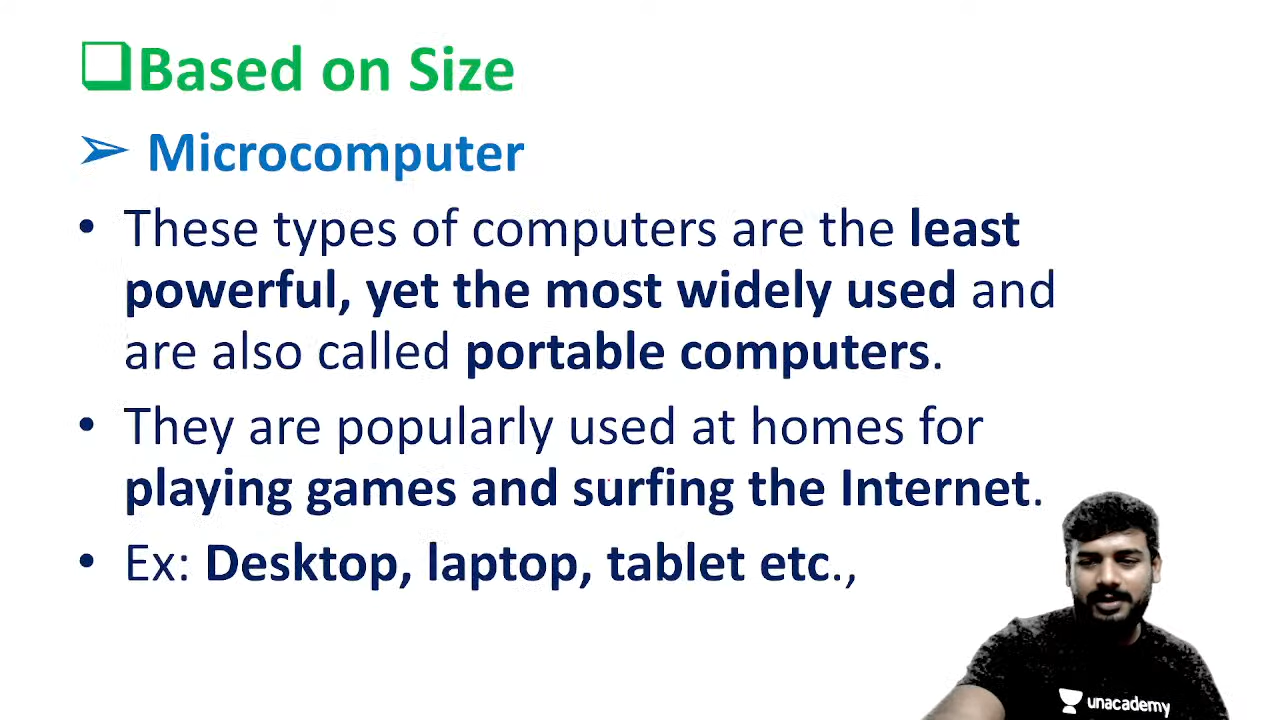 Based on Size
Microcomputer
• These types of computers are the least
powerful, yet the most widely used and
are also called portable computers.
• They are popularly used at homes for
playing games and surfing the Internet.
• Ex: Desktop, laptop, tablet etc.,
unacademy